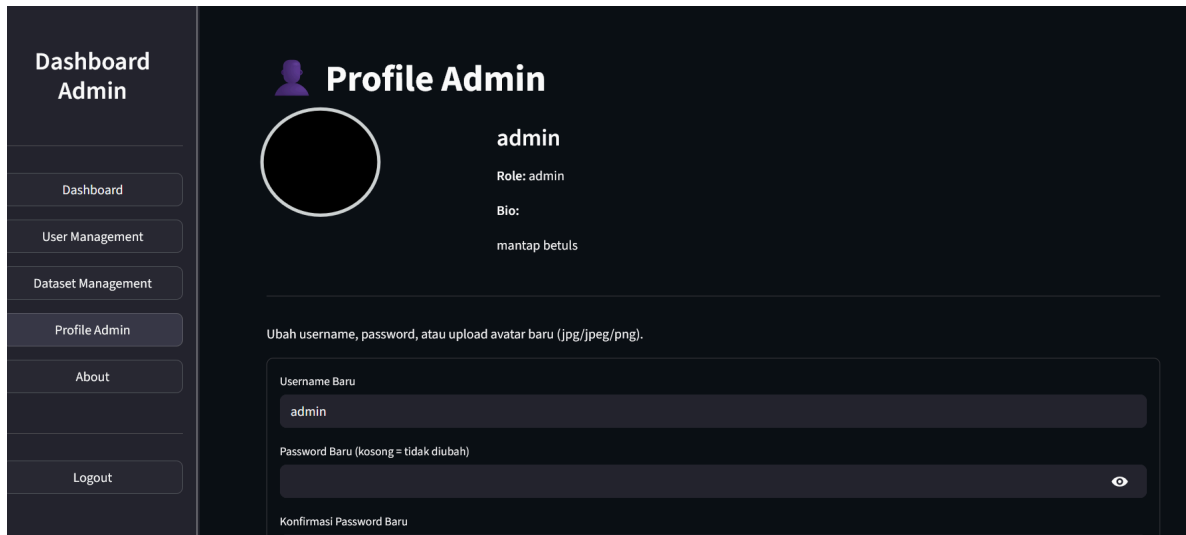 Dashboard
Admin
Dashboard
User Management
Dataset Management
Profile Admin
About
Logout
Profile Admin
admin
Role: admin
Bio:
mantap betuls
Ubah username, password, atau upload avatar baru (jpg/jpeg/png).
Username Baru
admin
Password Baru (kosong = tidak diubah)
Konfirmasi Password Baru